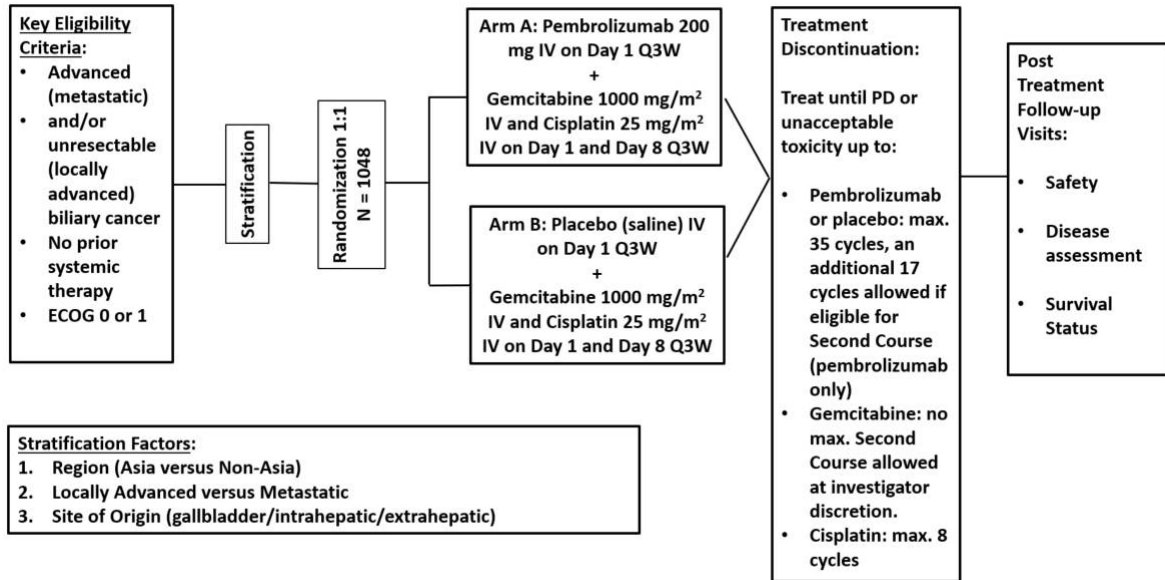 Key Eligibility
Criteria:
• Advanced
(metastatic)
• and/or
unresectable
(locally
advanced)
biliary cancer
• No prior
systemic
therapy
• ECOG 0 or 1
Stratification
Randomization 1:1
N = 1048
Arm A: Pembrolizumab 200
mg IV on Day 1 Q3W
+
Gemcitabine 1000 mg/m²
IV and Cisplatin 25 mg/m²
IV on Day 1 and Day 8 Q3W
Arm B: Placebo (saline) IV
on Day 1 Q3W
+
Gemcitabine 1000 mg/m²
IV and Cisplatin 25 mg/m²
IV on Day 1 and Day 8 Q3W
Treatment
Discontinuation:
Treat until PD or
unacceptable
toxicity up to:
• Pembrolizumab
or placebo: max.
35 cycles, an
additional 17
cycles allowed if
eligible for
Second Course
(pembrolizumab
only)
• Gemcitabine: no
max. Second
Course allowed
at investigator
discretion.
• Cisplatin: max. 8
cycles
Post
Treatment
Follow-up
Visits:
• Safety
• Disease
assessment
• Survival
Status
Stratification Factors:
1. Region (Asia versus Non-Asia)
2. Locally Advanced versus Metastatic
3. Site of Origin (gallbladder/intrahepatic/extrahepatic)